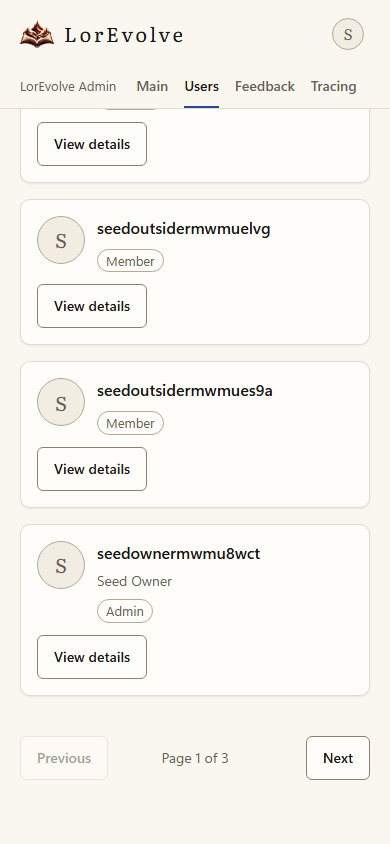 LorEvolve
S
LorEvolve Admin Main Users Feedback Tracing
View details
S
seedoutsidermwmuelvg
Member
View details
S
seedoutsidermwmues9a
Member
View details
S
seedownermwmu8wct
Seed Owner
Admin
View details
Previous
Page 1 of 3
Next